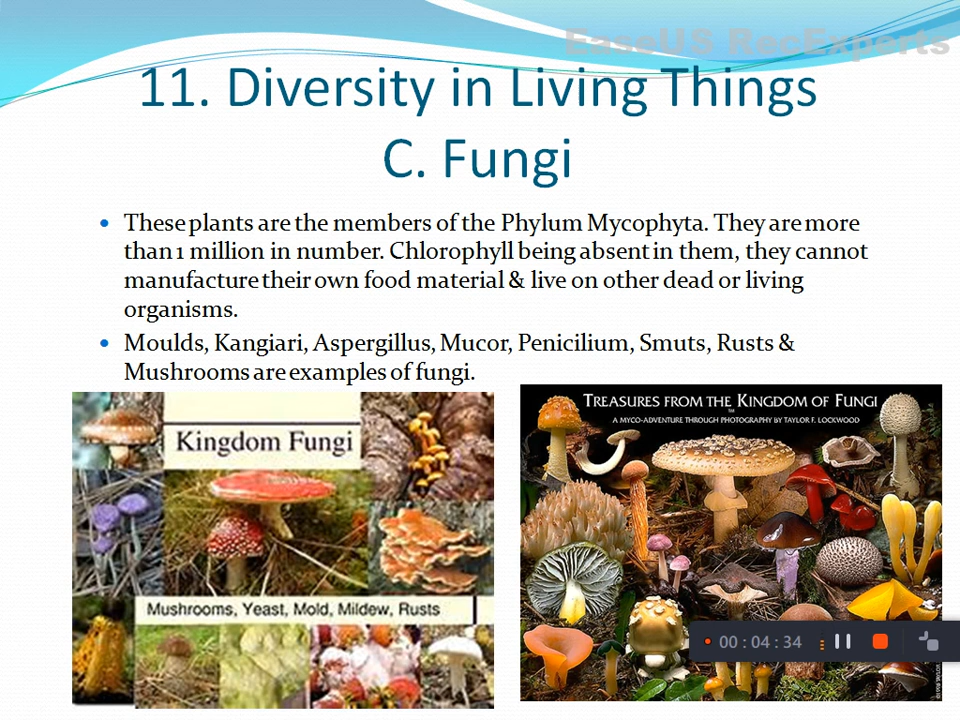 EaseUS RecExperts
11. Diversity in Living Things
C. Fungi
These plants are the members of the Phylum Mycophyta. They are more
than 1 million in number. Chlorophyll being absent in them, they cannot
manufacture their own food material & live on other dead or living
organisms.
Moulds, Kangiari, Aspergillus, Mucor, Penicilium, Smuts, Rusts &
Mushrooms are examples of fungi.
Kingdom Fungi
Mushrooms, Yeast, Mold, Mildew, Rusts
TREASURES FROM THE KINGDOM OF FUNGI
SM
A MYCO-ADVENTURE THROUGH PHOTOGRAPHY BY TAYLOR F. LOCKWOOD
00 : 04 : 34